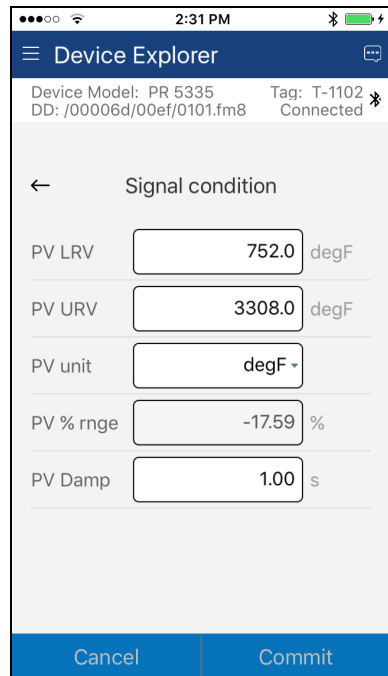 2:31 PM
Device Explorer
Device Model: PR 5335 Tag: T-1102
DD: /00006d/00ef/0101.fm8 Connected
Signal condition
PV LRV 752.0 degF
PV URV 3308.0 degF
PV unit degF
PV % rnge -17.59 %
PV Damp 1.00 s
Cancel Commit